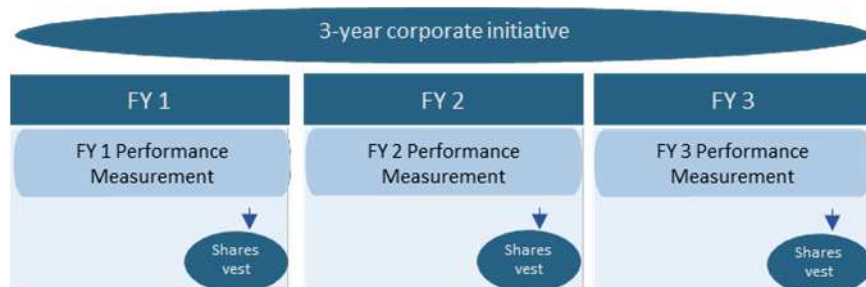 3-year corporate initiative
FY 1
FY 2
FY 3
FY 1 Performance
Measurement
FY 2 Performance
Measurement
FY 3 Performance
Measurement
Shares
vest
Shares
vest
Shares
vest